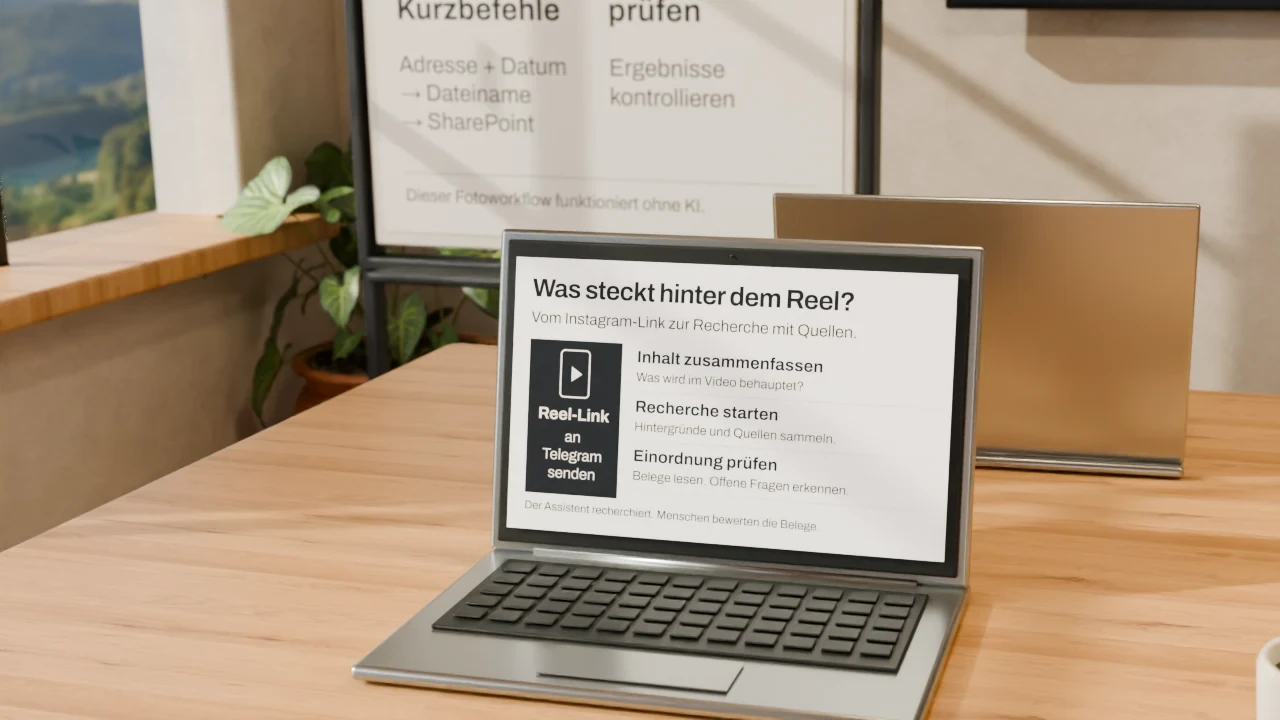 Kurzbefehle
Adresse + Datum
→ Dateiname
→ SharePoint
prüfen
Ergebnisse
kontrollieren
Dieser Fotoworkflow funktioniert ohne KI.
Was steckt hinter dem Reel?
Vom Instagram-Link zur Recherche mit Quellen.
Reel-Link
an
Telegram
senden
Inhalt zusammenfassen
Was wird im Video behauptet?
Recherche starten
Hintergründe und Quellen sammeln.
Einordnung prüfen
Belege lesen. Offene Fragen erkennen.
Der Assistent recherchiert. Menschen bewerten die Belege.